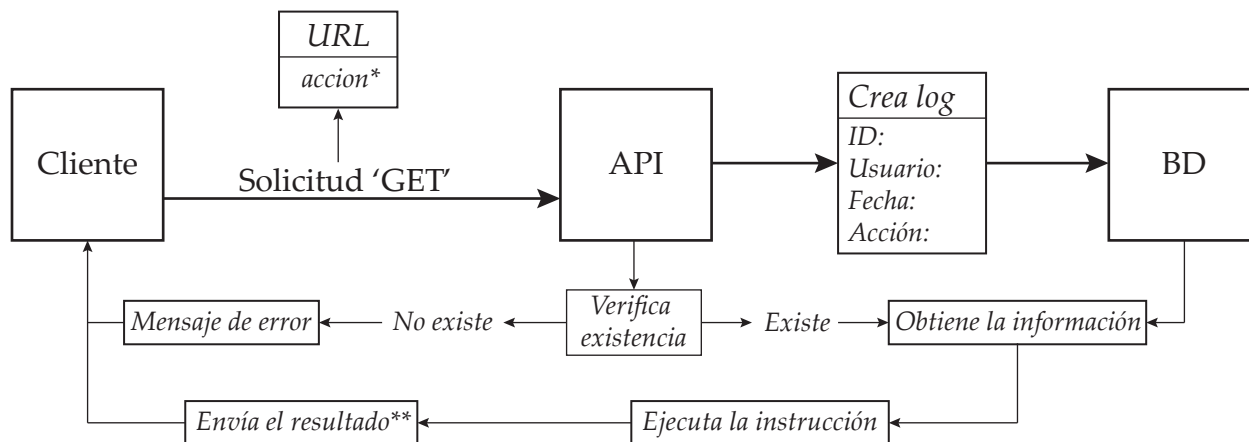 URL
accion*
Cliente
Solicitud ‘GET’
API
Crea log
ID:
Usuario:
Fecha:
Acción:
BD
Mensaje de error
No existe
Verifica
existencia
Existe
Obtiene la información
Envía el resultado**
Ejecuta la instrucción